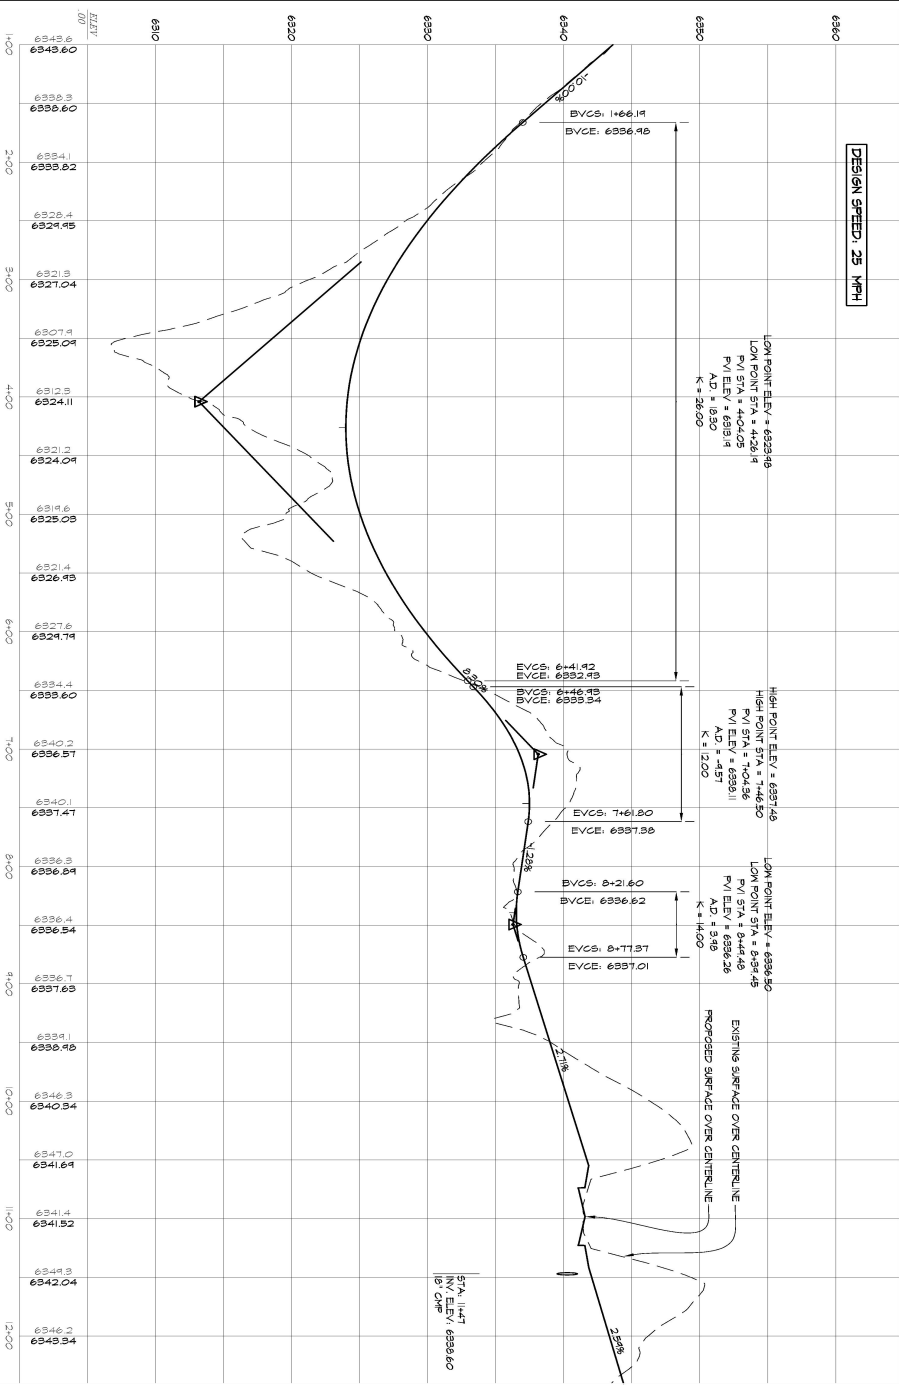 DESIGN SPEED: 25 MPH
LOW POINT ELEV = 6323.98
LOW POINT STA = 4+26.19
PVI STA = 4+04.05
PVI ELEV = 6313.19
A.D. = 18.30
K = 26.00
HIGH POINT ELEV = 6337.48
HIGH POINT STA = 7+46.50
PVI STA = 7+04.36
PVI ELEV = 6338.11
A.D. = -9.57
K = 12.00
LOW POINT ELEV = 6336.50
LOW POINT STA = 8+39.45
PVI STA = 8+49.48
PVI ELEV = 6336.26
A.D. = 3.98
K = 14.00
EXISTING SURFACE OVER CENTERLINE
PROPOSED SURFACE OVER CENTERLINE
BVCS: 1+66.19
BVCE: 6336.98
EVCS: 6+41.92
EVCE: 6332.93
BVCS: 6+46.93
BVCE: 6333.34
EVCS: 7+61.80
EVCE: 6337.38
BVCS: 8+21.60
BVCE: 6336.62
EVCS: 8+77.37
EVCE: 6337.01
-10.00%
8.30%
-1.28%
2.71%
2.59%
STA: 11+47
INV. ELEV: 6338.60
18" CMP
6360
6350
6340
6330
6320
6310
ELEV
.00
6343.6 6338.3 6334.1 6328.4 6321.3 6307.9 6312.3 6321.2 6319.6 6321.4 6327.6 6334.4 6340.2 6340.1 6336.3 6336.4 6336.7 6339.1 6346.3 6347.0 6341.4 6349.3 6346.2
6343.60 6338.60 6333.82 6329.95 6327.04 6325.09 6324.11 6324.09 6325.03 6326.93 6329.79 6333.60 6336.57 6337.47 6336.89 6336.54 6337.63 6338.98 6340.34 6341.69 6341.52 6342.04 6343.34
1+00 2+00 3+00 4+00 5+00 6+00 7+00 8+00 9+00 10+00 11+00 12+00